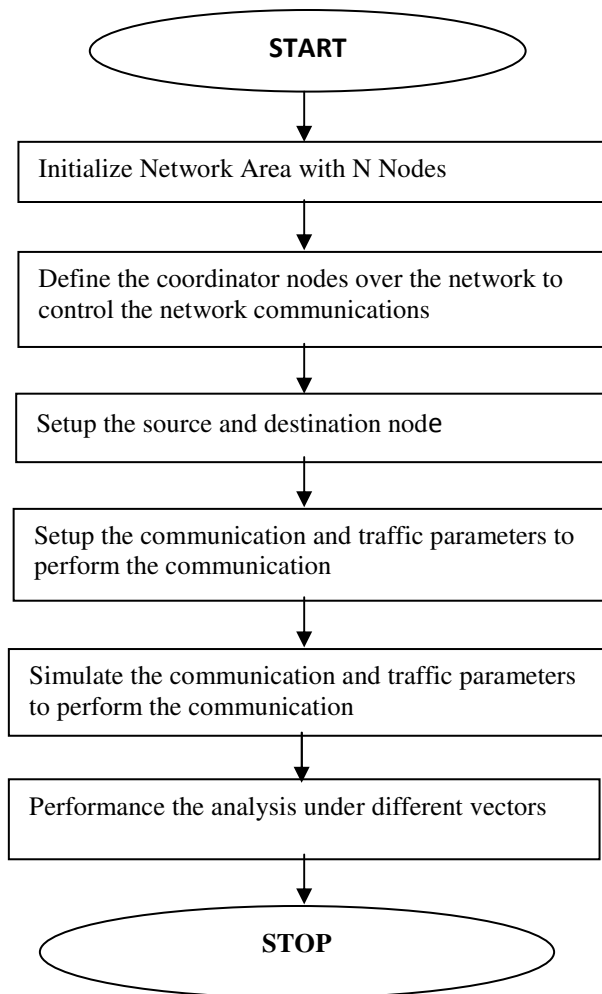 START
Initialize Network Area with N Nodes
Define the coordinator nodes over the network to
control the network communications
Setup the source and destination node
Setup the communication and traffic parameters to
perform the communication
Simulate the communication and traffic parameters
to perform the communication
Performance the analysis under different vectors
STOP